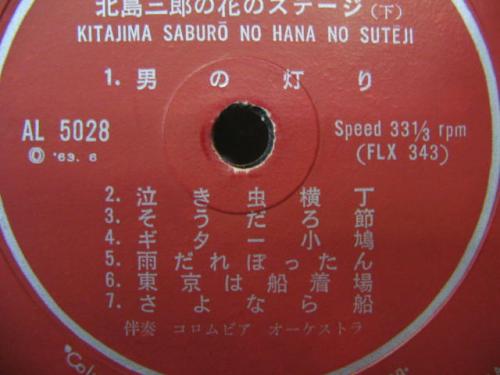 北島三郎の花のステージ(下)
KITAJIMA SABURŌ NO HANA NO SUTĒJI
1. 男の灯り
AL 5028
Speed 33 1/3 rpm
Ⓟ '63. 6
(FLX 343)
2. 泣き虫横丁
3. そうだろ節
4. ギター小鳩
5. 雨だれぽったん
6. 東京は船着場
7. さよなら船
伴奏 コロムビア オーケストラ